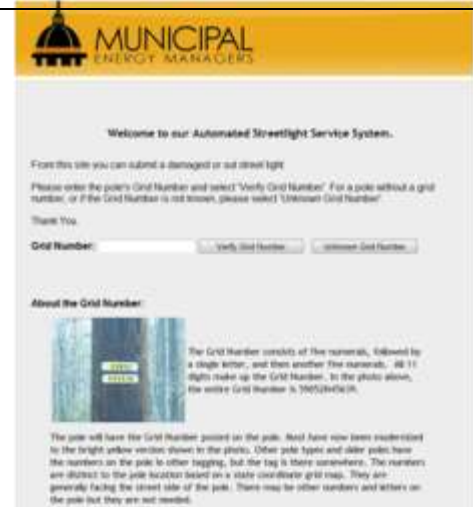 MUNICIPAL
ENERGY MANAGERS
Welcome to our Automated Streetlight Service System.
From this site you can submit a damaged or out street light
Please enter the pole's Grid Number and select "Verify Grid Number". For a pole without a grid
number, or if the Grid Number is not known, please select "Unknown Grid Number"
Thank You.
Grid Number: Verify Grid Number Unknown Grid Number
About the Grid Number:
The Grid Number consists of five numerals, followed by
a single letter, and then another five numerals. All 11
digits make up the Grid Number. In the photo above,
the entire Grid Number is
The pole will have the Grid Number posted on the pole. Most have now been modernized
to the bright yellow version shown in the photo. Other pole types and older poles have
the numbers on the pole in other tagging, but the tag is there somewhere. The numbers
are distinct to the pole location based on a state coordinate grid map. They are
generally facing the street side of the pole. There may be other numbers and letters on
the pole but they are not needed.